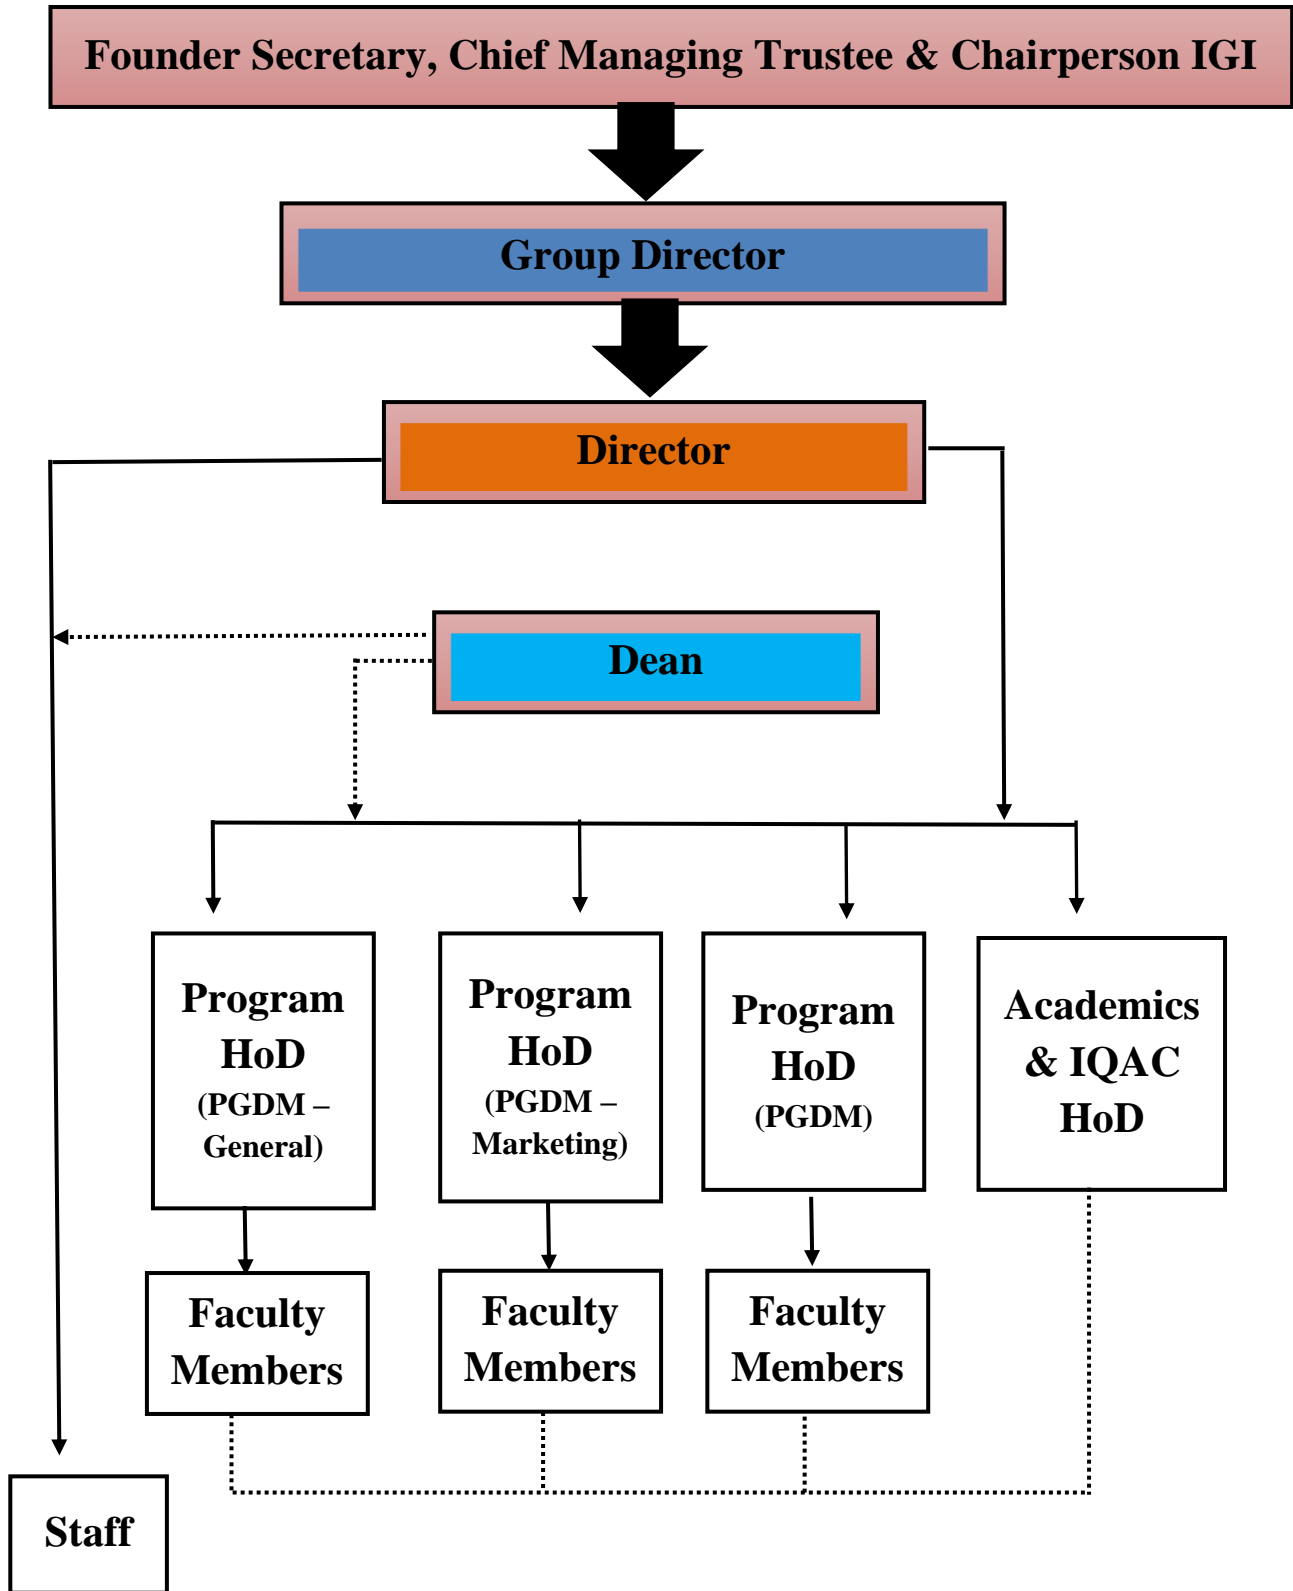 Founder Secretary, Chief Managing Trustee & Chairperson IGI
Group Director
Director
Dean
Program
HoD
(PGDM –
General)
Program
HoD
(PGDM –
Marketing)
Program
HoD
(PGDM)
Academics
& IQAC
HoD
Faculty
Members
Faculty
Members
Faculty
Members
Staff